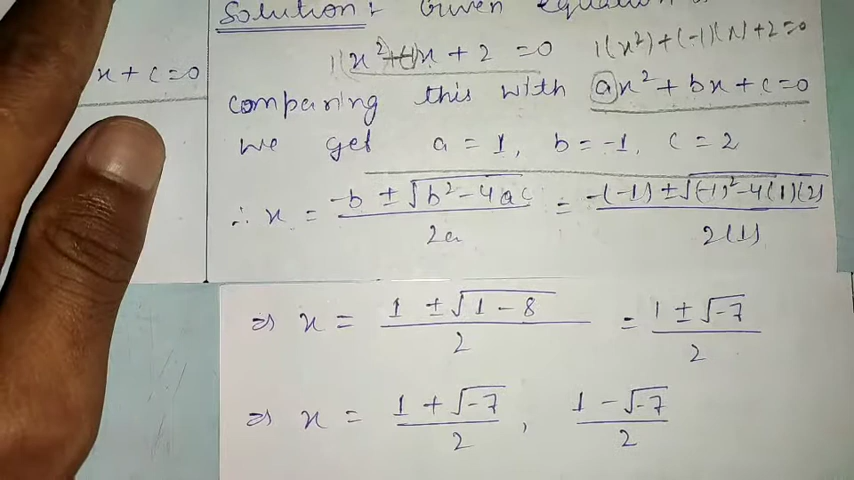 Solution: Given equation
1(x²+(-1)x + 2 = 0 1(x²)+(-1)(x)+2=0
x + c = 0
comparing this with ax² + bx + c = 0
we get a = 1, b = -1, c = 2
∴ x = -b ± √b² - 4ac / 2a = -(-1) ± √(-1)² - 4(1)(2) / 2(1)
⇒ x = 1 ± √1 - 8 / 2 = 1 ± √-7 / 2
⇒ x = 1 + √-7 / 2 , 1 - √-7 / 2